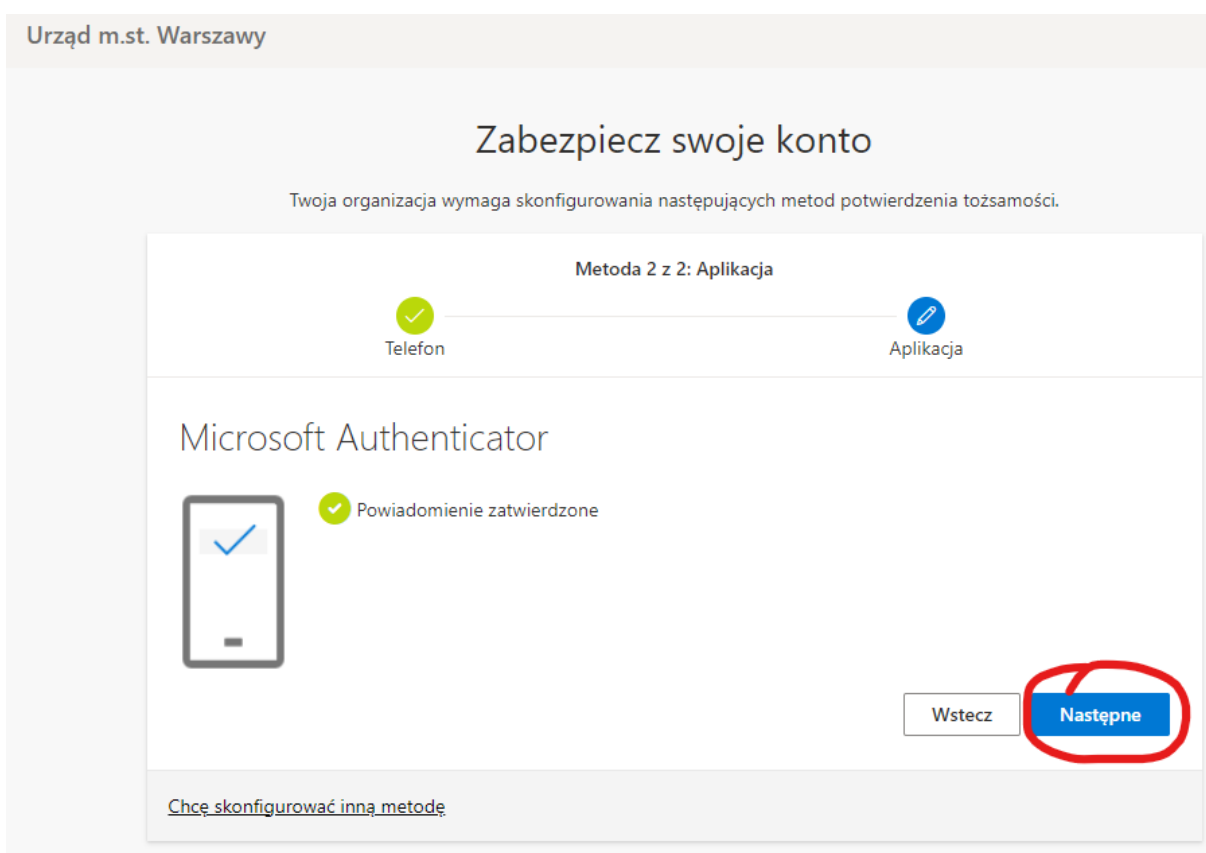 Urząd m.st. Warszawy
Zabezpiecz swoje konto
Twoja organizacja wymaga skonfigurowania następujących metod potwierdzenia tożsamości.
Metoda 2 z 2: Aplikacja
Telefon
Aplikacja
Microsoft Authenticator
Powiadomienie zatwierdzone
Wstecz
Następne
Chcę skonfigurować inną metodę